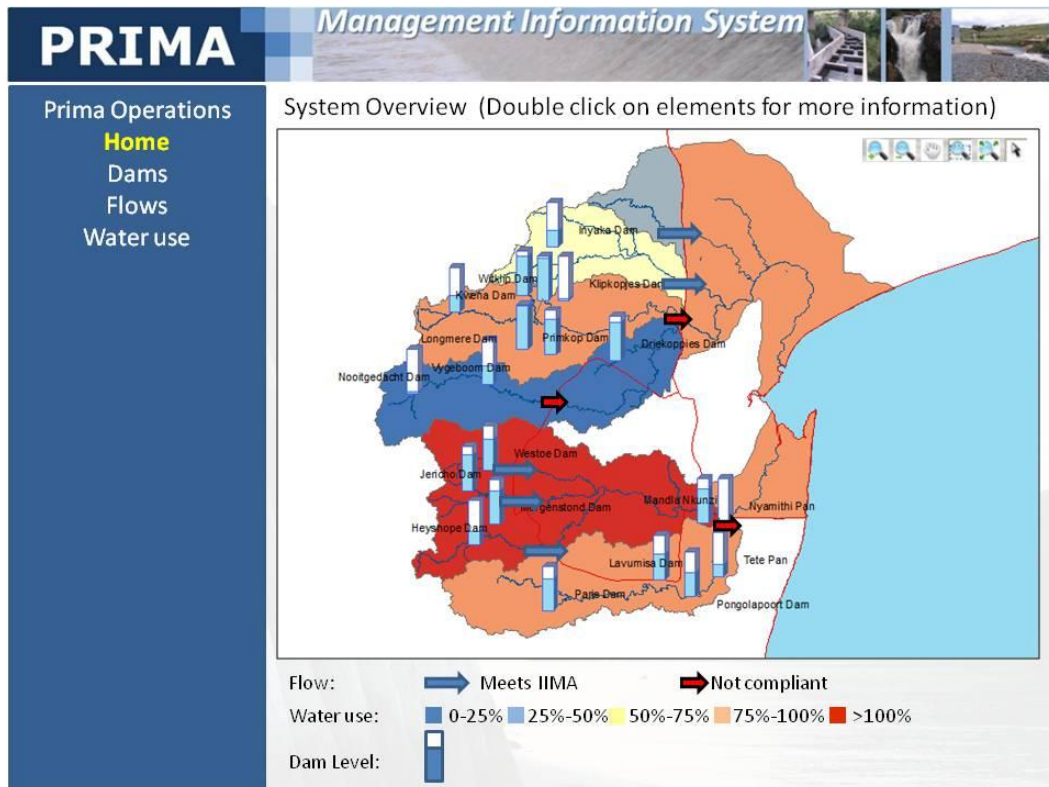 PRIMA
Management Information System
Prima Operations
Home
Dams
Flows
Water use
System Overview (Double click on elements for more information)
Inyaka Dam
Witklip Dam
Klipkopjes Dam
Kwena Dam
Longmere Dam
Primkop Dam
Driekoppies Dam
Vygeboom Dam
Nooitgedacht Dam
Westoe Dam
Jericho Dam
Mandla Nkunzi
Nyamithi Pan
Morgenstond Dam
Heyshope Dam
Lavumisa Dam
Tete Pan
Paris Dam
Pongolapoort Dam
Flow: Meets IIMA Not compliant
Water use: 0-25% 25%-50% 50%-75% 75%-100% >100%
Dam Level: